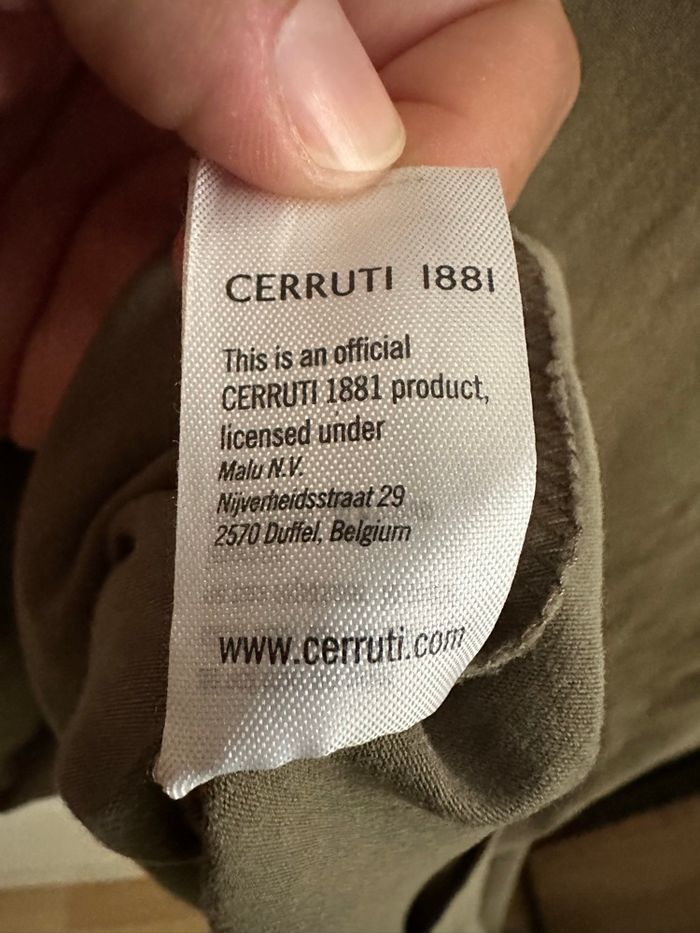 CERRUTI 1881
This is an official
CERRUTI 1881 product,
licensed under
Malu N.V.
Nijverheidsstraat 29
2570 Duffel, Belgium
www.cerruti.com